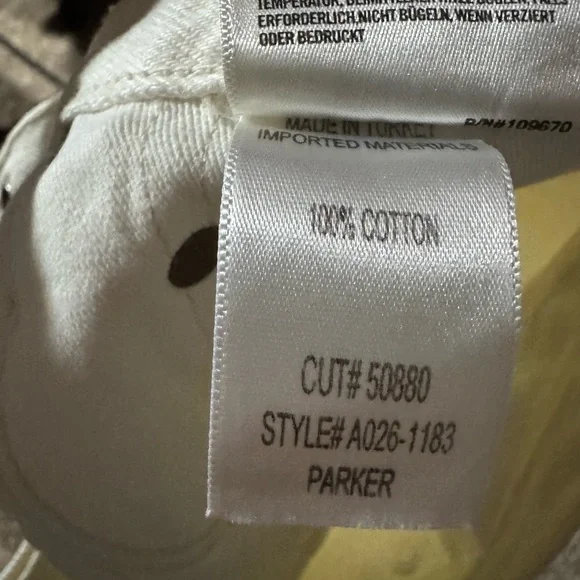 ERFORDERLICH.NICHT BÜGELN, WENN VERZIERT
ODER BEDRUCKT
MADE IN TURKEY R/N#109670
IMPORTED MATERIALS
100% COTTON
CUT# 50880
STYLE# A026-1183
PARKER